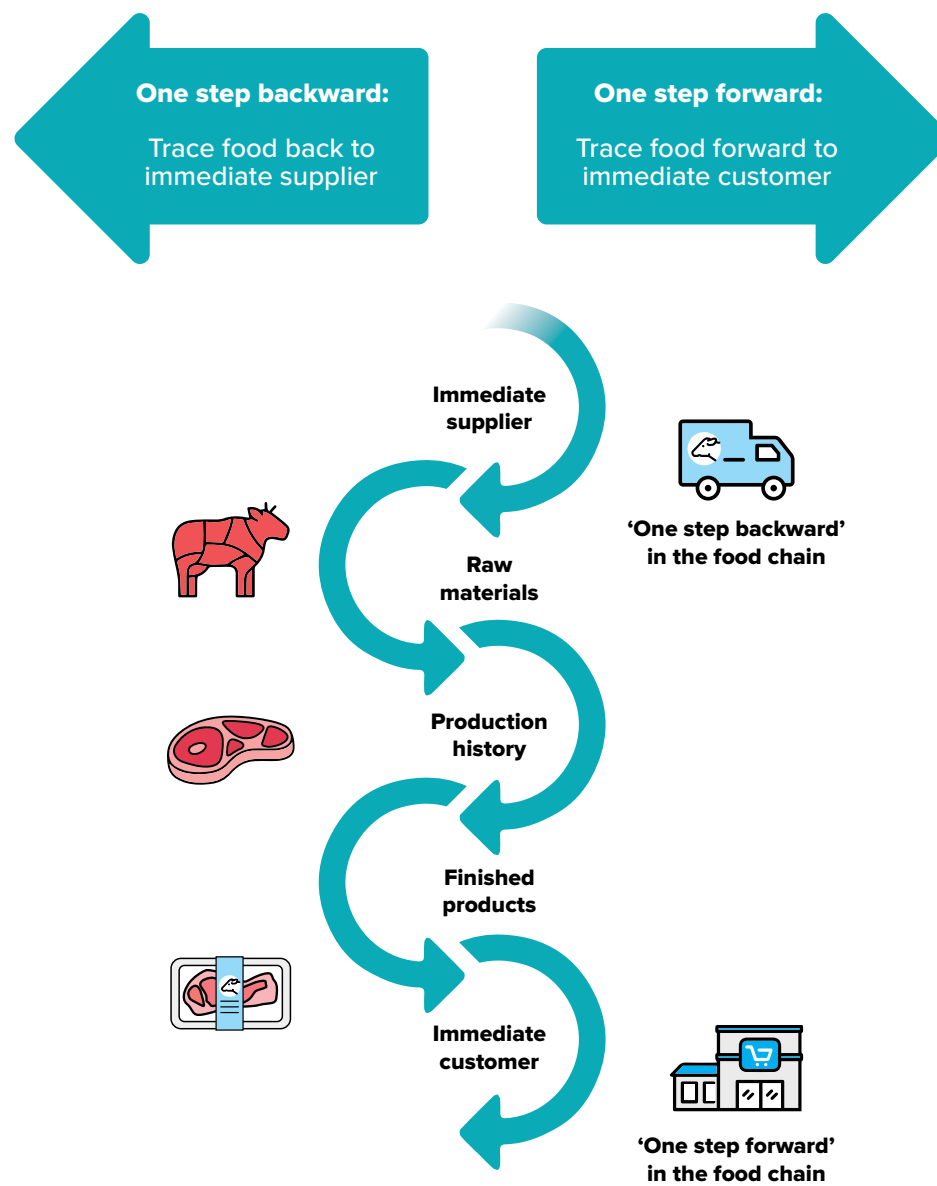 One step backward:
Trace food back to
immediate supplier
One step forward:
Trace food forward to
immediate customer
Immediate
supplier
‘One step backward’
in the food chain
Raw
materials
Production
history
Finished
products
Immediate
customer
‘One step forward’
in the food chain